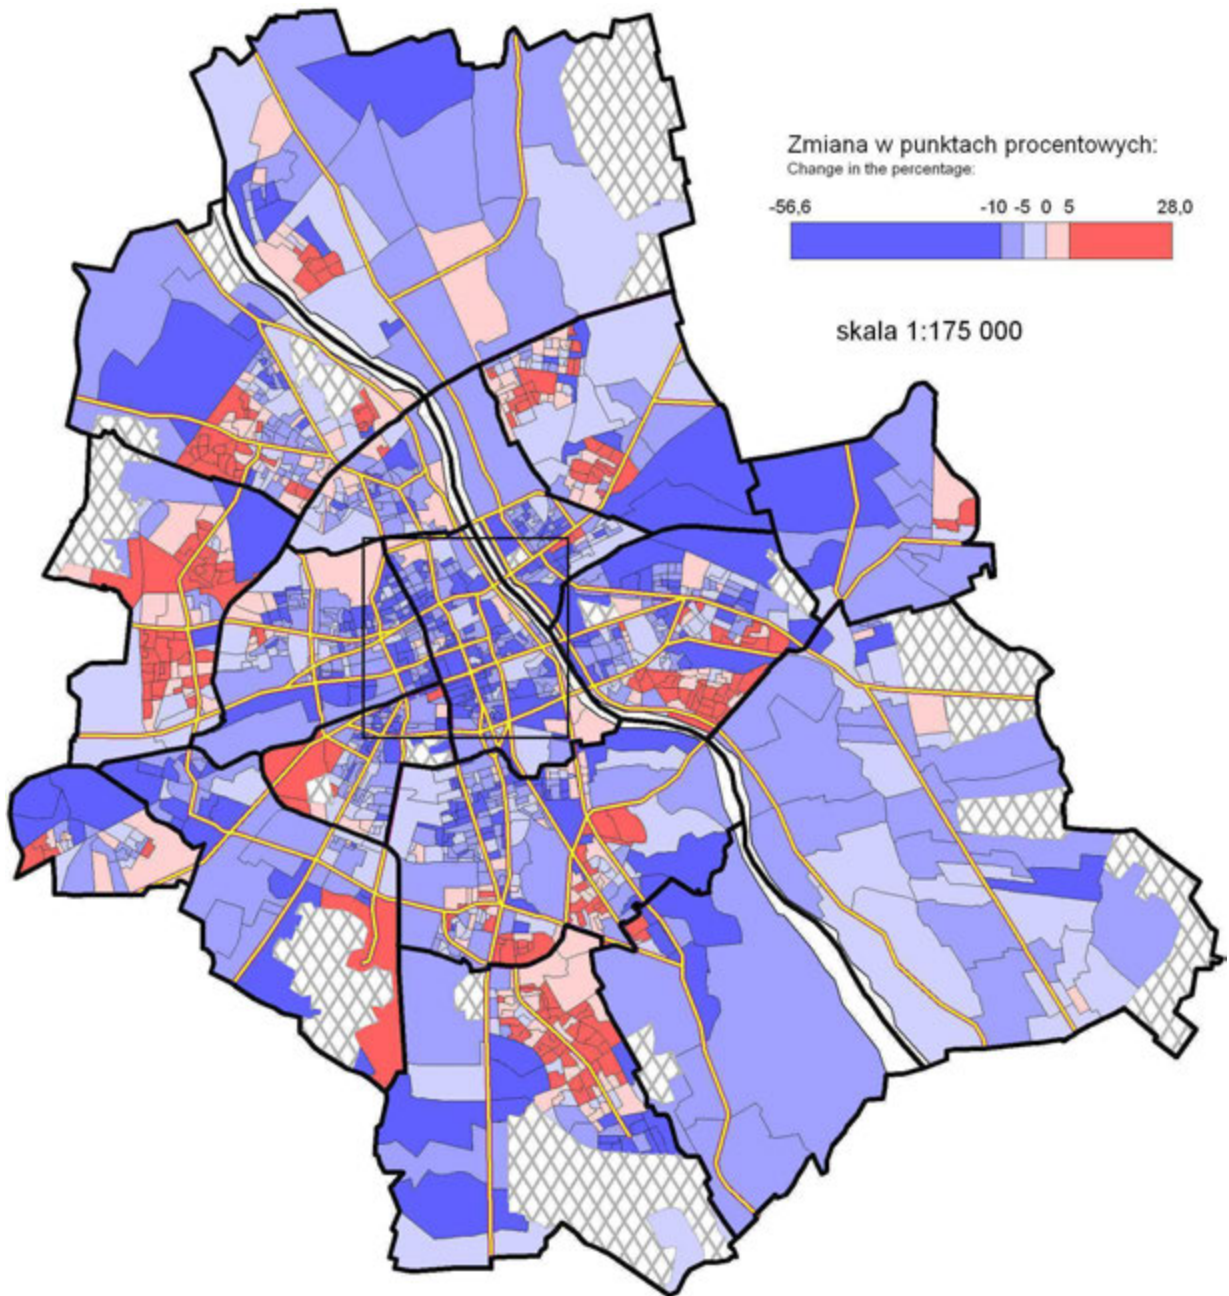 Zmiana w punktach procentowych:
Change in the percentage:
-56,6 -10 -5 0 5 28,0
skala 1:175 000